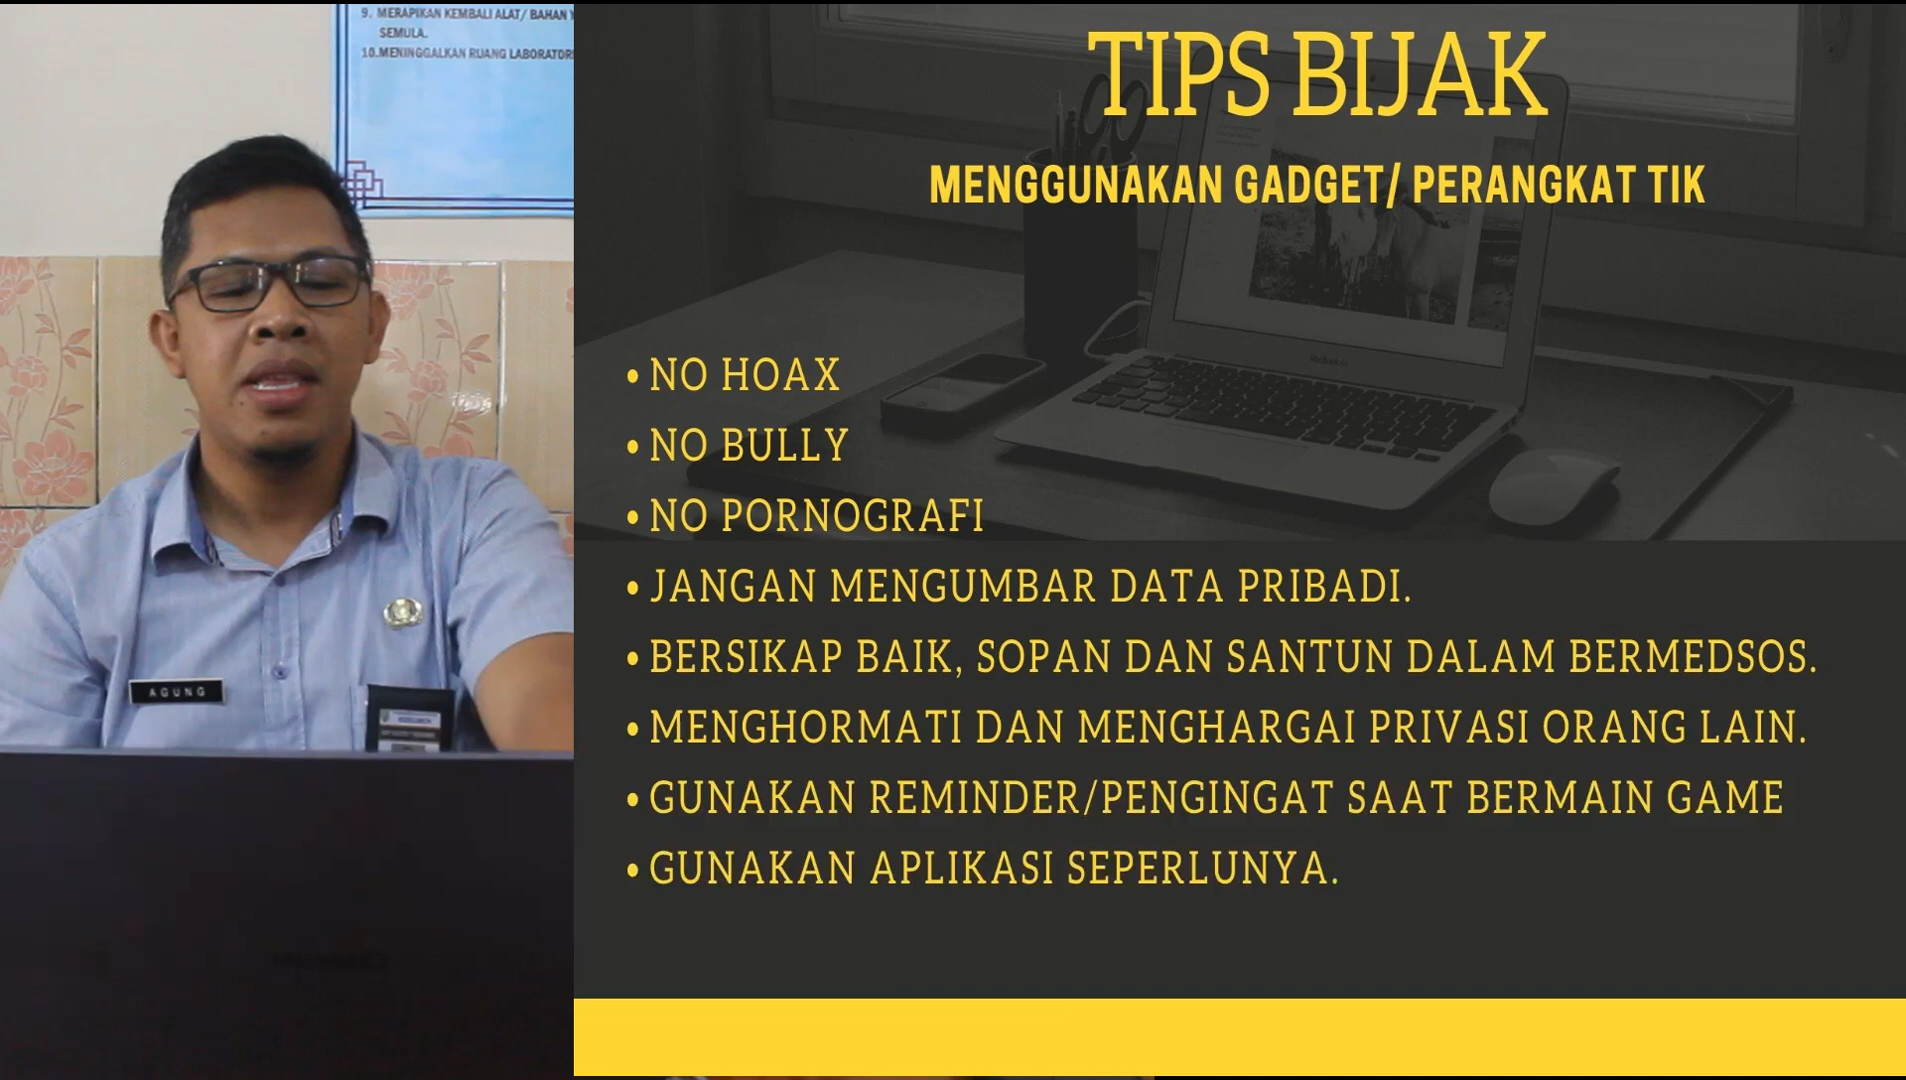 9. MERAPIKAN KEMBALI ALAT/ BAHAN
SEMULA.
10.MENINGGALKAN RUANG
AGUNG
TIPS BIJAK
MENGGUNAKAN GADGET/ PERANGKAT TIK
• NO HOAX
• NO BULLY
• NO PORNOGRAFI
• JANGAN MENGUMBAR DATA PRIBADI.
• BERSIKAP BAIK, SOPAN DAN SANTUN DALAM BERMEDSOS.
• MENGHORMATI DAN MENGHARGAI PRIVASI ORANG LAIN.
• GUNAKAN REMINDER/PENGINGAT SAAT BERMAIN GAME
• GUNAKAN APLIKASI SEPERLUNYA.